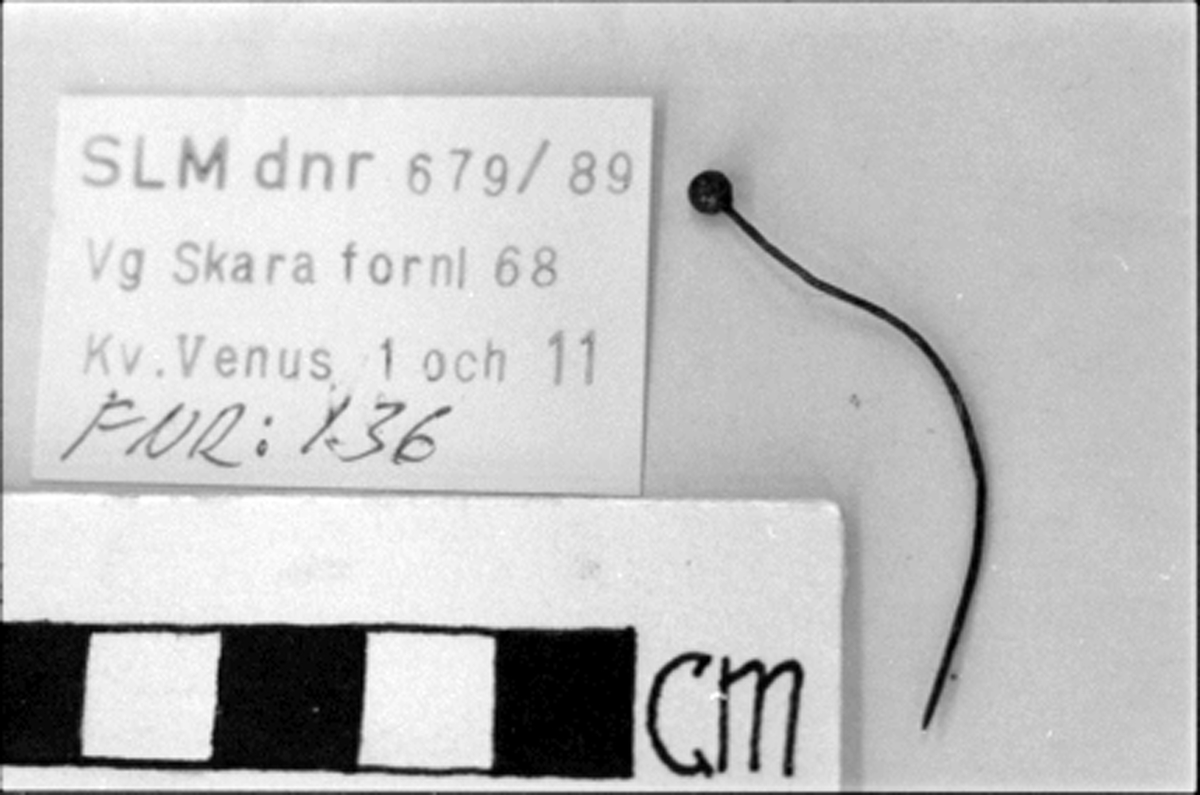 SLM dnr 679/89
Vg Skara fornl 68
Kv. Venus 1 och 11
FNR: 136
CM